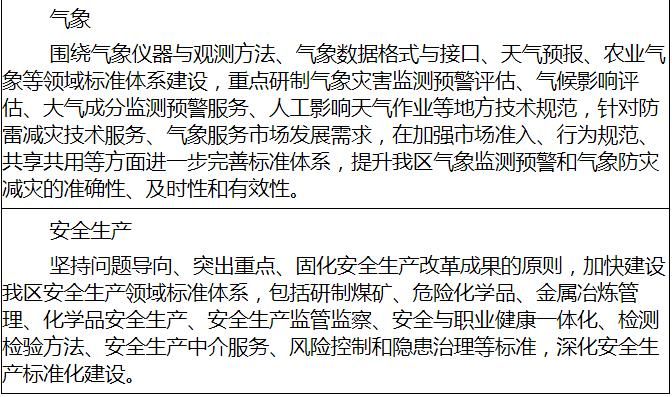 气象
围绕气象仪器与观测方法、气象数据格式与接口、天气预报、农业气
象等领域标准体系建设，重点研制气象灾害监测预警评估、气候影响评
估、大气成分监测预警服务、人工影响天气作业等地方技术规范，针对防
雷减灾技术服务、气象服务市场发展需求，在加强市场准入、行为规范、
共享共用等方面进一步完善标准体系，提升我区气象监测预警和气象防灾
减灾的准确性、及时性和有效性。
安全生产
坚持问题导向、突出重点、固化安全生产改革成果的原则，加快建设
我区安全生产领域标准体系，包括研制煤矿、危险化学品、金属冶炼管
理、化学品安全生产、安全生产监管监察、安全与职业健康一体化、检测
检验方法、安全生产中介服务、风险控制和隐患治理等标准，深化安全生
产标准化建设。